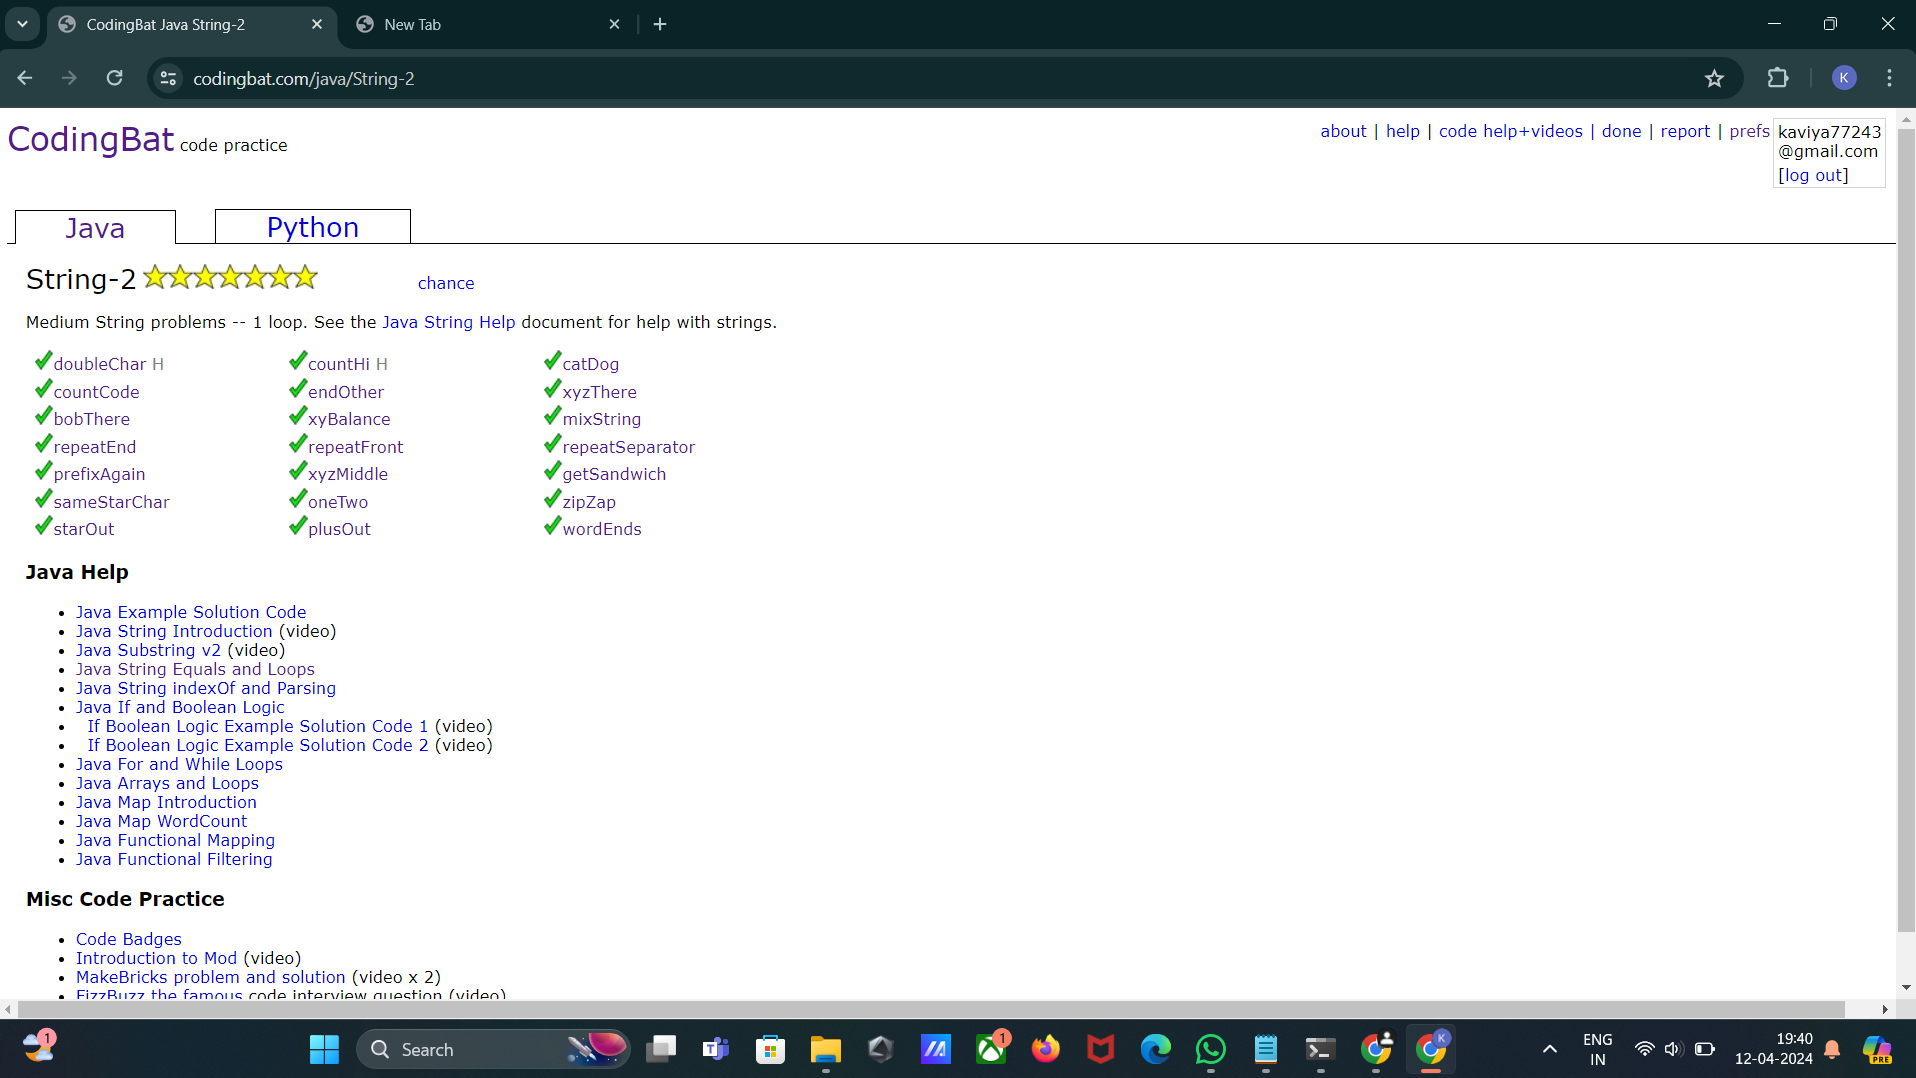 CodingBat Java String-2
New Tab
codingbat.com/java/String-2
K
CodingBat code practice
about | help | code help+videos | done | report | prefs
kaviya77243
@gmail.com
[log out]
Java
Python
String-2
chance
Medium String problems -- 1 loop. See the Java String Help document for help with strings.
doubleChar H
countHi H
catDog
countCode
endOther
xyzThere
bobThere
xyBalance
mixString
repeatEnd
repeatFront
repeatSeparator
prefixAgain
xyzMiddle
getSandwich
sameStarChar
oneTwo
zipZap
starOut
plusOut
wordEnds
Java Help
Java Example Solution Code
Java String Introduction (video)
Java Substring v2 (video)
Java String Equals and Loops
Java String indexOf and Parsing
Java If and Boolean Logic
If Boolean Logic Example Solution Code 1 (video)
If Boolean Logic Example Solution Code 2 (video)
Java For and While Loops
Java Arrays and Loops
Java Map Introduction
Java Map WordCount
Java Functional Mapping
Java Functional Filtering
Misc Code Practice
Code Badges
Introduction to Mod (video)
MakeBricks problem and solution (video x 2)
FizzBuzz the famous code interview question (video)
1
Search
1
K
ENG
IN
19:40
12-04-2024
PRE